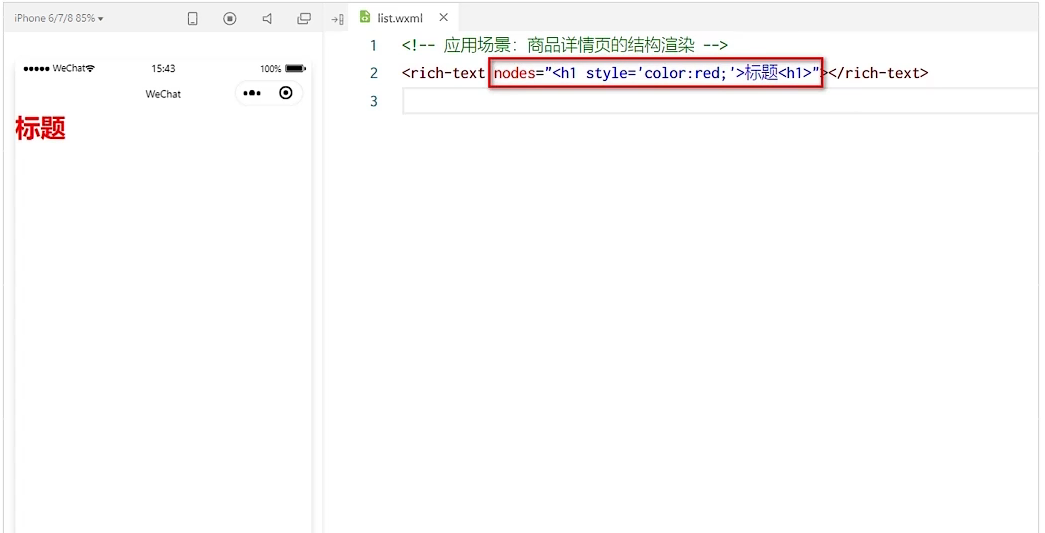 iPhone 6/7/8 85%
list.wxml
WeChat
15:43
100%
WeChat
标题
1 <!-- 应用场景：商品详情页的结构渲染 -->
2 <rich-text nodes="<h1 style='color:red;'>标题<h1>"></rich-text>
3